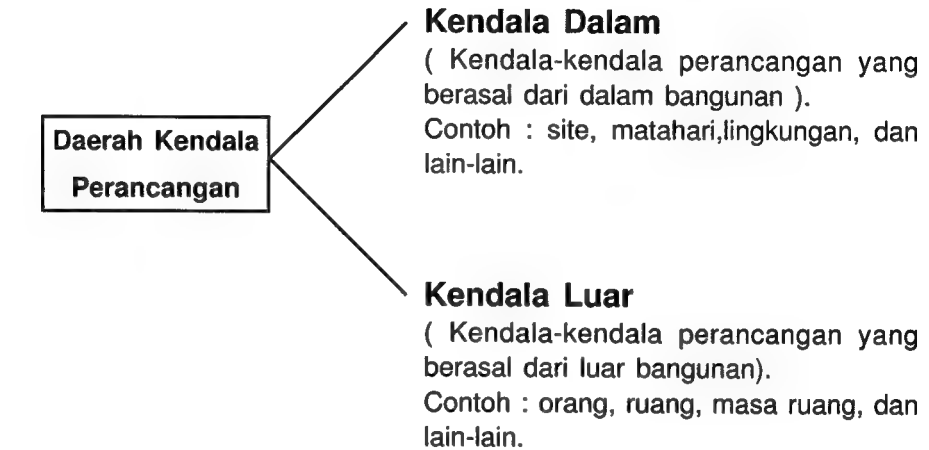 Kendala Dalam
( Kendala-kendala perancangan yang
berasal dari dalam bangunan ).
Contoh : site, matahari,lingkungan, dan
lain-lain.
Daerah Kendala
Perancangan
Kendala Luar
( Kendala-kendala perancangan yang
berasal dari luar bangunan).
Contoh : orang, ruang, masa ruang, dan
lain-lain.